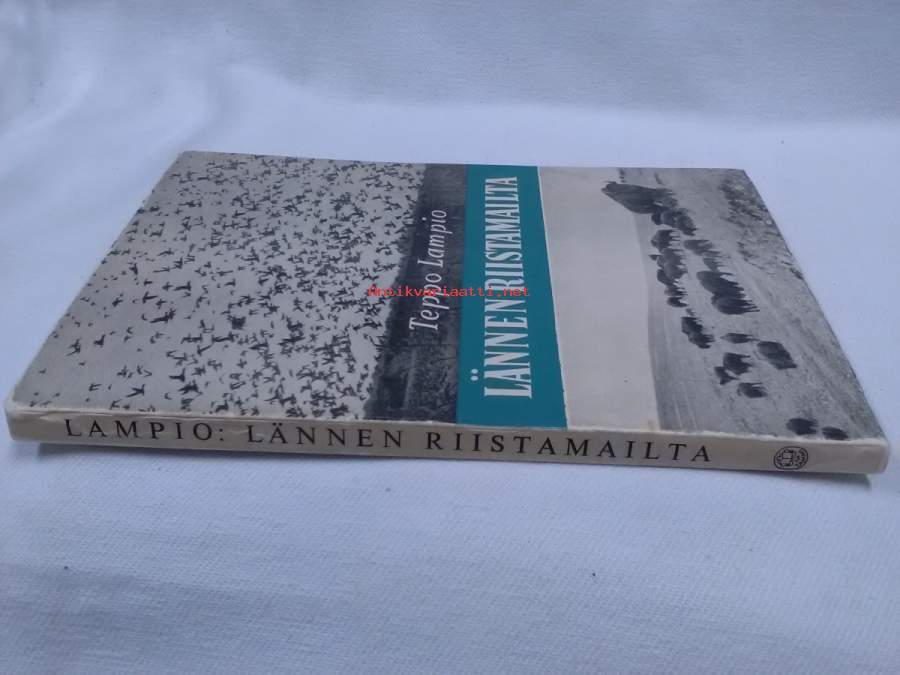 Teppo Lampio
LÄNNEN RIISTAMAILTA
antikvariaatti.net
LAMPIO: LÄNNEN RIISTAMAILTA